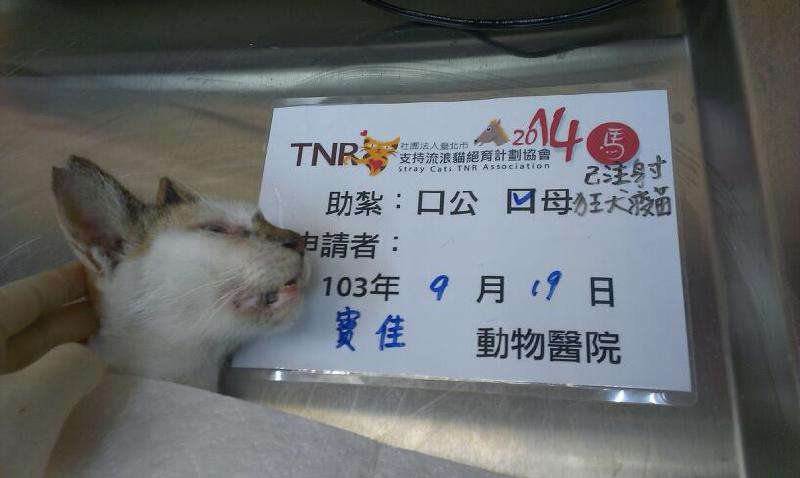 TNR 社團法人臺北市 2014 馬
支持流浪貓絕育計劃協會
Stray Cats TNR Association
已注射
助紮：口公 口母 狂犬疫苗
申請者：
103年 9 月 19 日
寶佳 動物醫院